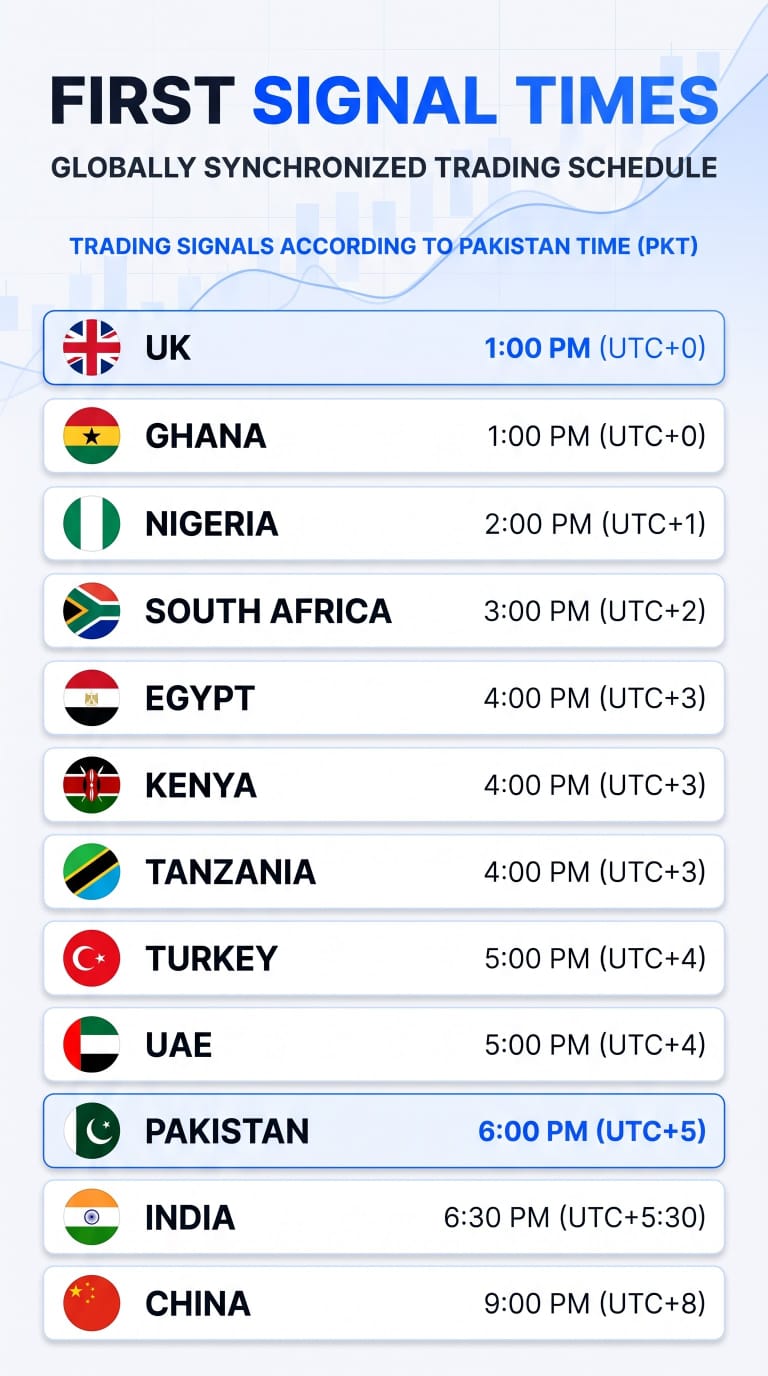 FIRST SIGNAL TIMES
GLOBALLY SYNCHRONIZED TRADING SCHEDULE
TRADING SIGNALS ACCORDING TO PAKISTAN TIME (PKT)
UK 1:00 PM (UTC+0)
GHANA 1:00 PM (UTC+0)
NIGERIA 2:00 PM (UTC+1)
SOUTH AFRICA 3:00 PM (UTC+2)
EGYPT 4:00 PM (UTC+3)
KENYA 4:00 PM (UTC+3)
TANZANIA 4:00 PM (UTC+3)
TURKEY 5:00 PM (UTC+4)
UAE 5:00 PM (UTC+4)
PAKISTAN 6:00 PM (UTC+5)
INDIA 6:30 PM (UTC+5:30)
CHINA 9:00 PM (UTC+8)